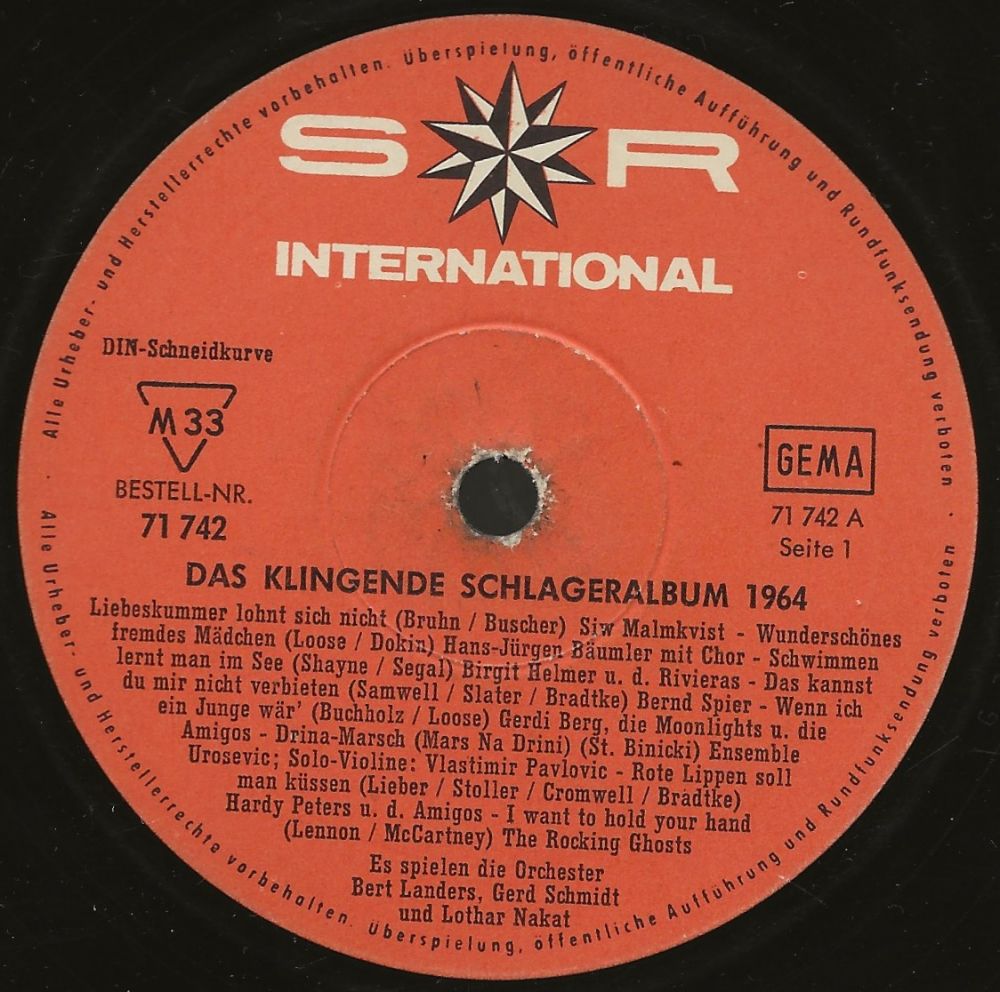 Alle Urheber- und Herstellerrechte vorbehalten. Überspielung, öffentliche Aufführung und Rundfunksendung verboten
S R
INTERNATIONAL
DIN-Schneidkurve
M 33
BESTELL-NR.
71 742
GEMA
71 742 A
Seite 1
DAS KLINGENDE SCHLAGERALBUM 1964
Liebeskummer lohnt sich nicht (Bruhn / Buscher) Siw Malmkvist - Wunderschönes
fremdes Mädchen (Loose / Dokin) Hans-Jürgen Bäumler mit Chor - Schwimmen
lernt man im See (Shayne / Segal) Birgit Helmer u. d. Rivieras - Das kannst
du mir nicht verbieten (Samwell / Slater / Bradtke) Bernd Spier - Wenn ich
ein Junge wär' (Buchholz / Loose) Gerdi Berg, die Moonlights u. die
Amigos - Drina-Marsch (Mars Na Drini) (St. Binicki) Ensemble
Urosevic; Solo-Violine: Vlastimir Pavlovic - Rote Lippen soll
man küssen (Lieber / Stoller / Cromwell / Bradtke)
Hardy Peters u. d. Amigos - I want to hold your hand
(Lennon / McCartney) The Rocking Ghosts
Es spielen die Orchester
Bert Landers, Gerd Schmidt
und Lothar Nakat
Alle Urheber- und Herstellerrechte vorbehalten. Überspielung, öffentliche Aufführung und Rundfunksendung verboten